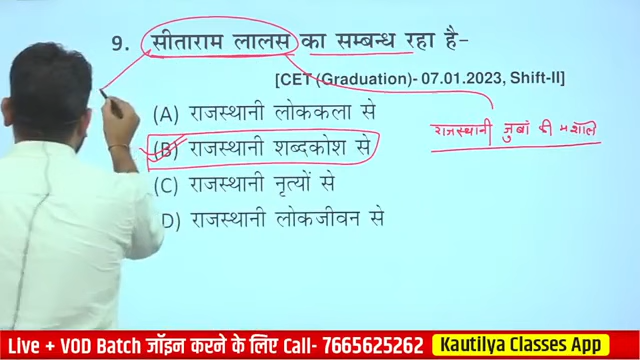 9. सीताराम लालस का सम्बन्ध रहा है-
[CET (Graduation)- 07.01.2023, Shift-II]
(A) राजस्थानी लोककला से
राजस्थानी जुबां की मशाल
(B) राजस्थानी शब्दकोश से
(C) राजस्थानी नृत्यों से
D) राजस्थानी लोकजीवन से
Live + VOD Batch जॉइन करने के लिए Call- 7665625262 Kautilya Classes App